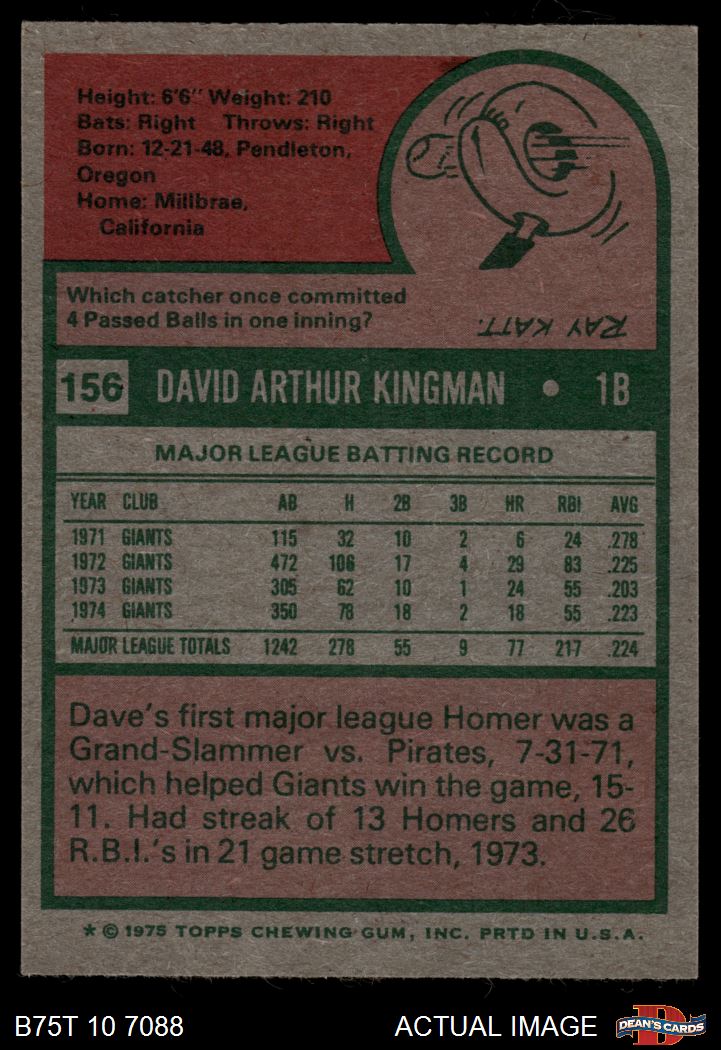 Height: 6'6" Weight: 210
Bats: Right Throws: Right
Born: 12-21-48, Pendleton,
Oregon
Home: Millbrae,
California
Which catcher once committed
4 Passed Balls in one inning?
RAY KATT.
156 DAVID ARTHUR KINGMAN • 1B
MAJOR LEAGUE BATTING RECORD
YEAR CLUB AB H 2B 3B HR RBI AVG
1971 GIANTS 115 32 10 2 6 24 .278
1972 GIANTS 472 106 17 4 29 83 .225
1973 GIANTS 305 62 10 1 24 55 .203
1974 GIANTS 350 78 18 2 18 55 .223
MAJOR LEAGUE TOTALS 1242 278 55 9 77 217 .224
Dave's first major league Homer was a
Grand-Slammer vs. Pirates, 7-31-71,
which helped Giants win the game, 15-
11. Had streak of 13 Homers and 26
R.B.I.'s in 21 game stretch, 1973.
* © 1975 TOPPS CHEWING GUM, INC. PRTD IN U.S.A.
B75T 10 7088 ACTUAL IMAGE
D
DEAN'S CARDS